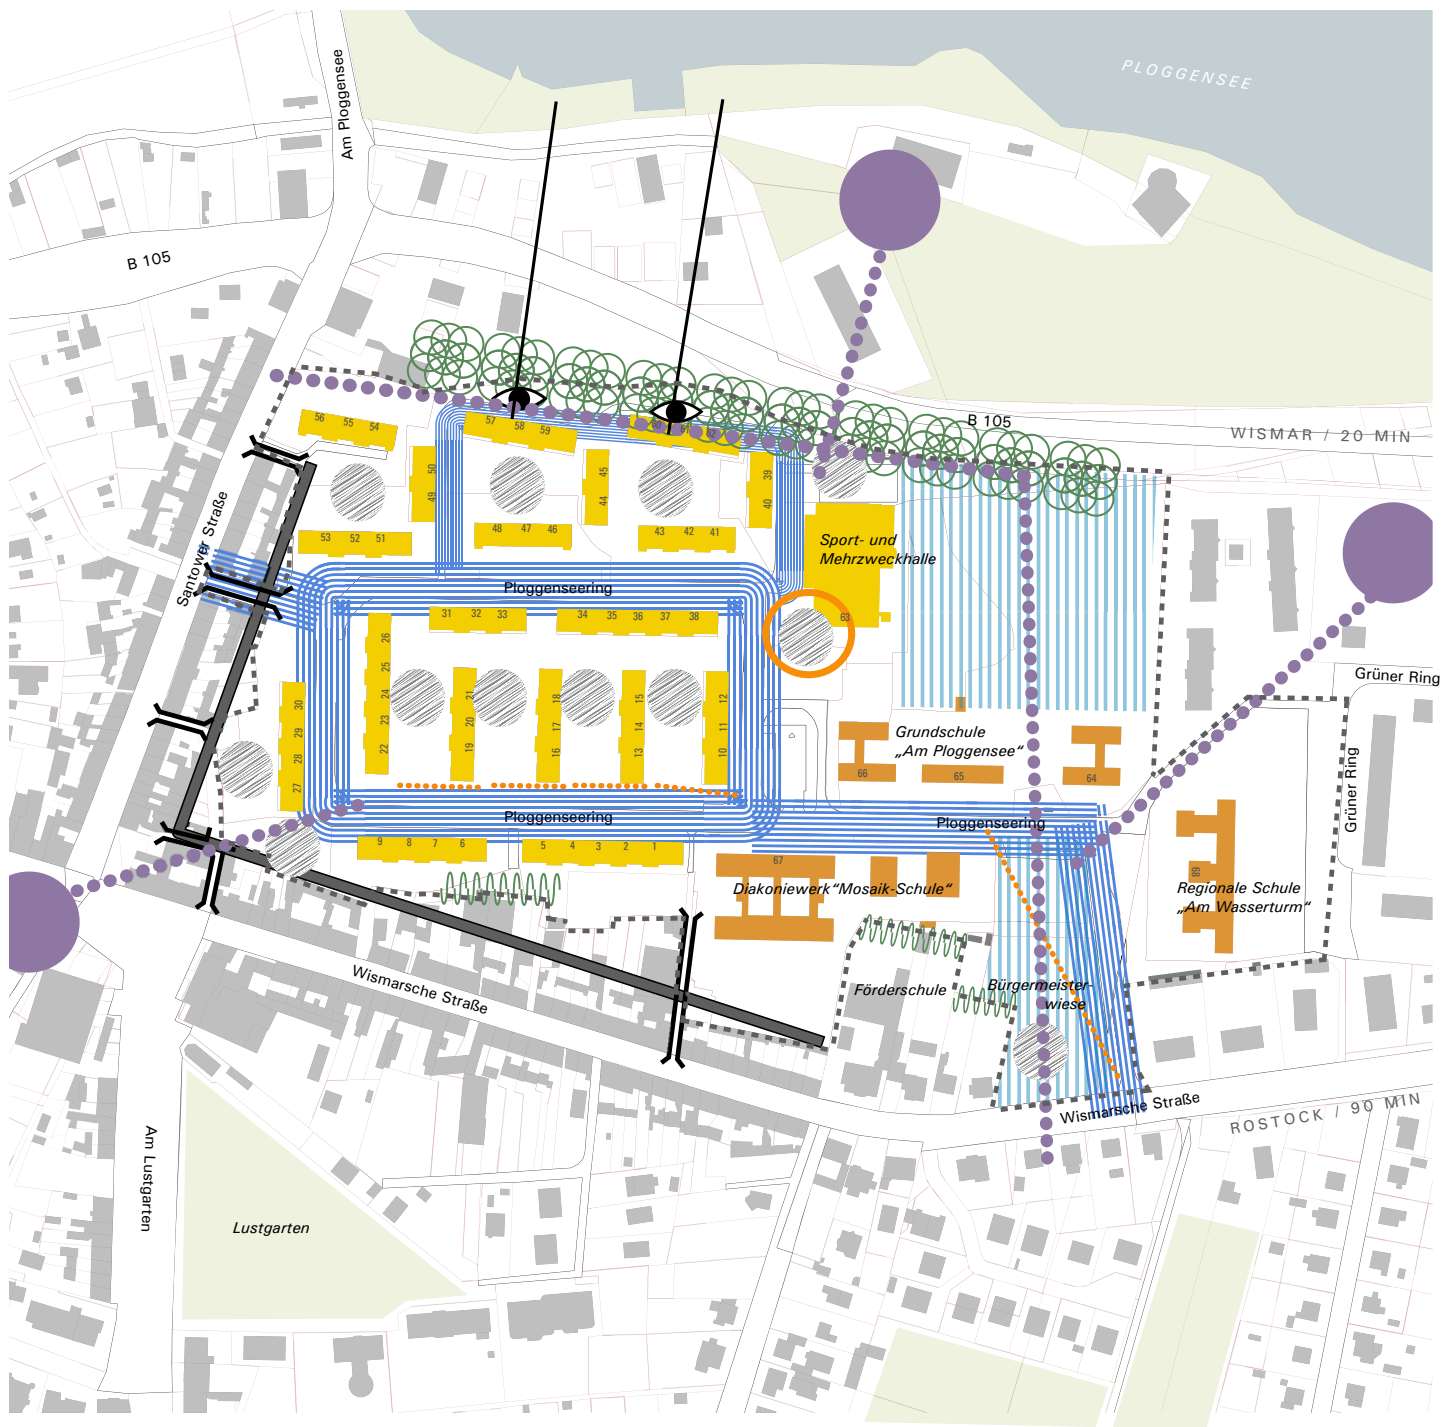 PLOGGENSEE
Am Ploggensee
B 105
B 105
WISMAR / 20 MIN
56
55
54
57
58
59
60
61
62
50
49
45
44
39
40
53
52
51
48
47
46
43
42
41
Santower Straße
Sport- und
Mehrzweckhalle
63
Ploggenseering
31
32
33
34
35
36
37
38
26
25
24
23
22
30
29
28
27
21
20
19
18
17
16
15
14
13
12
11
10
Grüner Ring
Grüner Ring
Grundschule
„Am Ploggensee“
66
65
64
Ploggenseering
Ploggenseering
9
8
7
6
5
4
3
2
1
67
Diakoniewerk“Mosaik-Schule“
68
Regionale Schule
„Am Wasserturm“
Wismarsche Straße
Förderschule
Bürgermeister-
wiese
Wismarsche Straße
ROSTOCK / 90 MIN
Am Lustgarten
Lustgarten